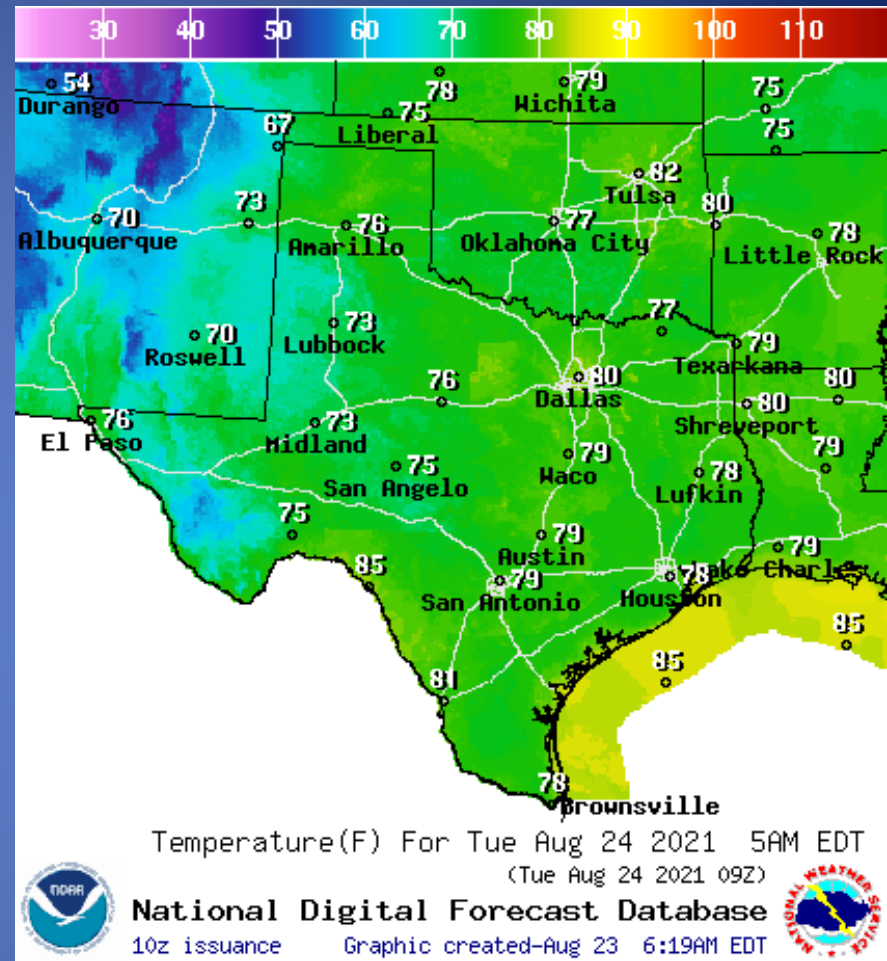 30 40 50 60 70 80 90 100 110
54
Durango
78
79
Wichita
75
75
Liberal
67
75
82
Tulsa
70
Albuquerque
73
76
Amarillo
77
Oklahoma City
80
78
Little Rock
70
Roswell
73
Lubbock
77
79
Texarkana
76
80
Dallas
80
Shreveport
80
76
El Paso
73
Midland
75
San Angelo
79
Waco
78
Lufkin
79
75
79
Austin
79
Lake Charl
85
79
San Antonio
78
Houston
85
85
81
78
Brownsville
Temperature(F) For Tue Aug 24 2021 5AM EDT
(Tue Aug 24 2021 09Z)
NOAA
National Digital Forecast Database
NATIONAL WEATHER SERVICE
10z issuance Graphic created-Aug 23 6:19AM EDT